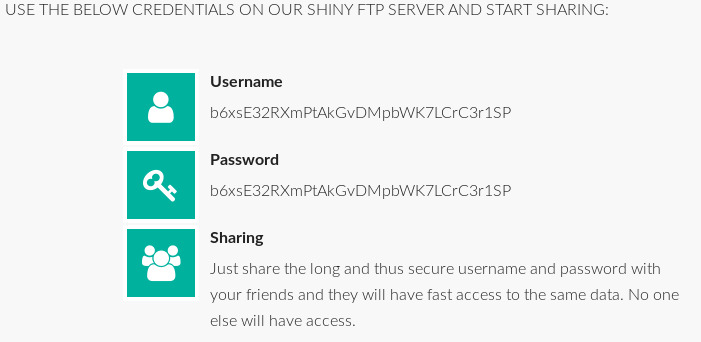 USE THE BELOW CREDENTIALS ON OUR SHINY FTP SERVER AND START SHARING:
Username
b6xsE32RXmPtAkGvDMpbWK7LCrC3r1SP
Password
b6xsE32RXmPtAkGvDMpbWK7LCrC3r1SP
Sharing
Just share the long and thus secure username and password with
your friends and they will have fast access to the same data. No one
else will have access.